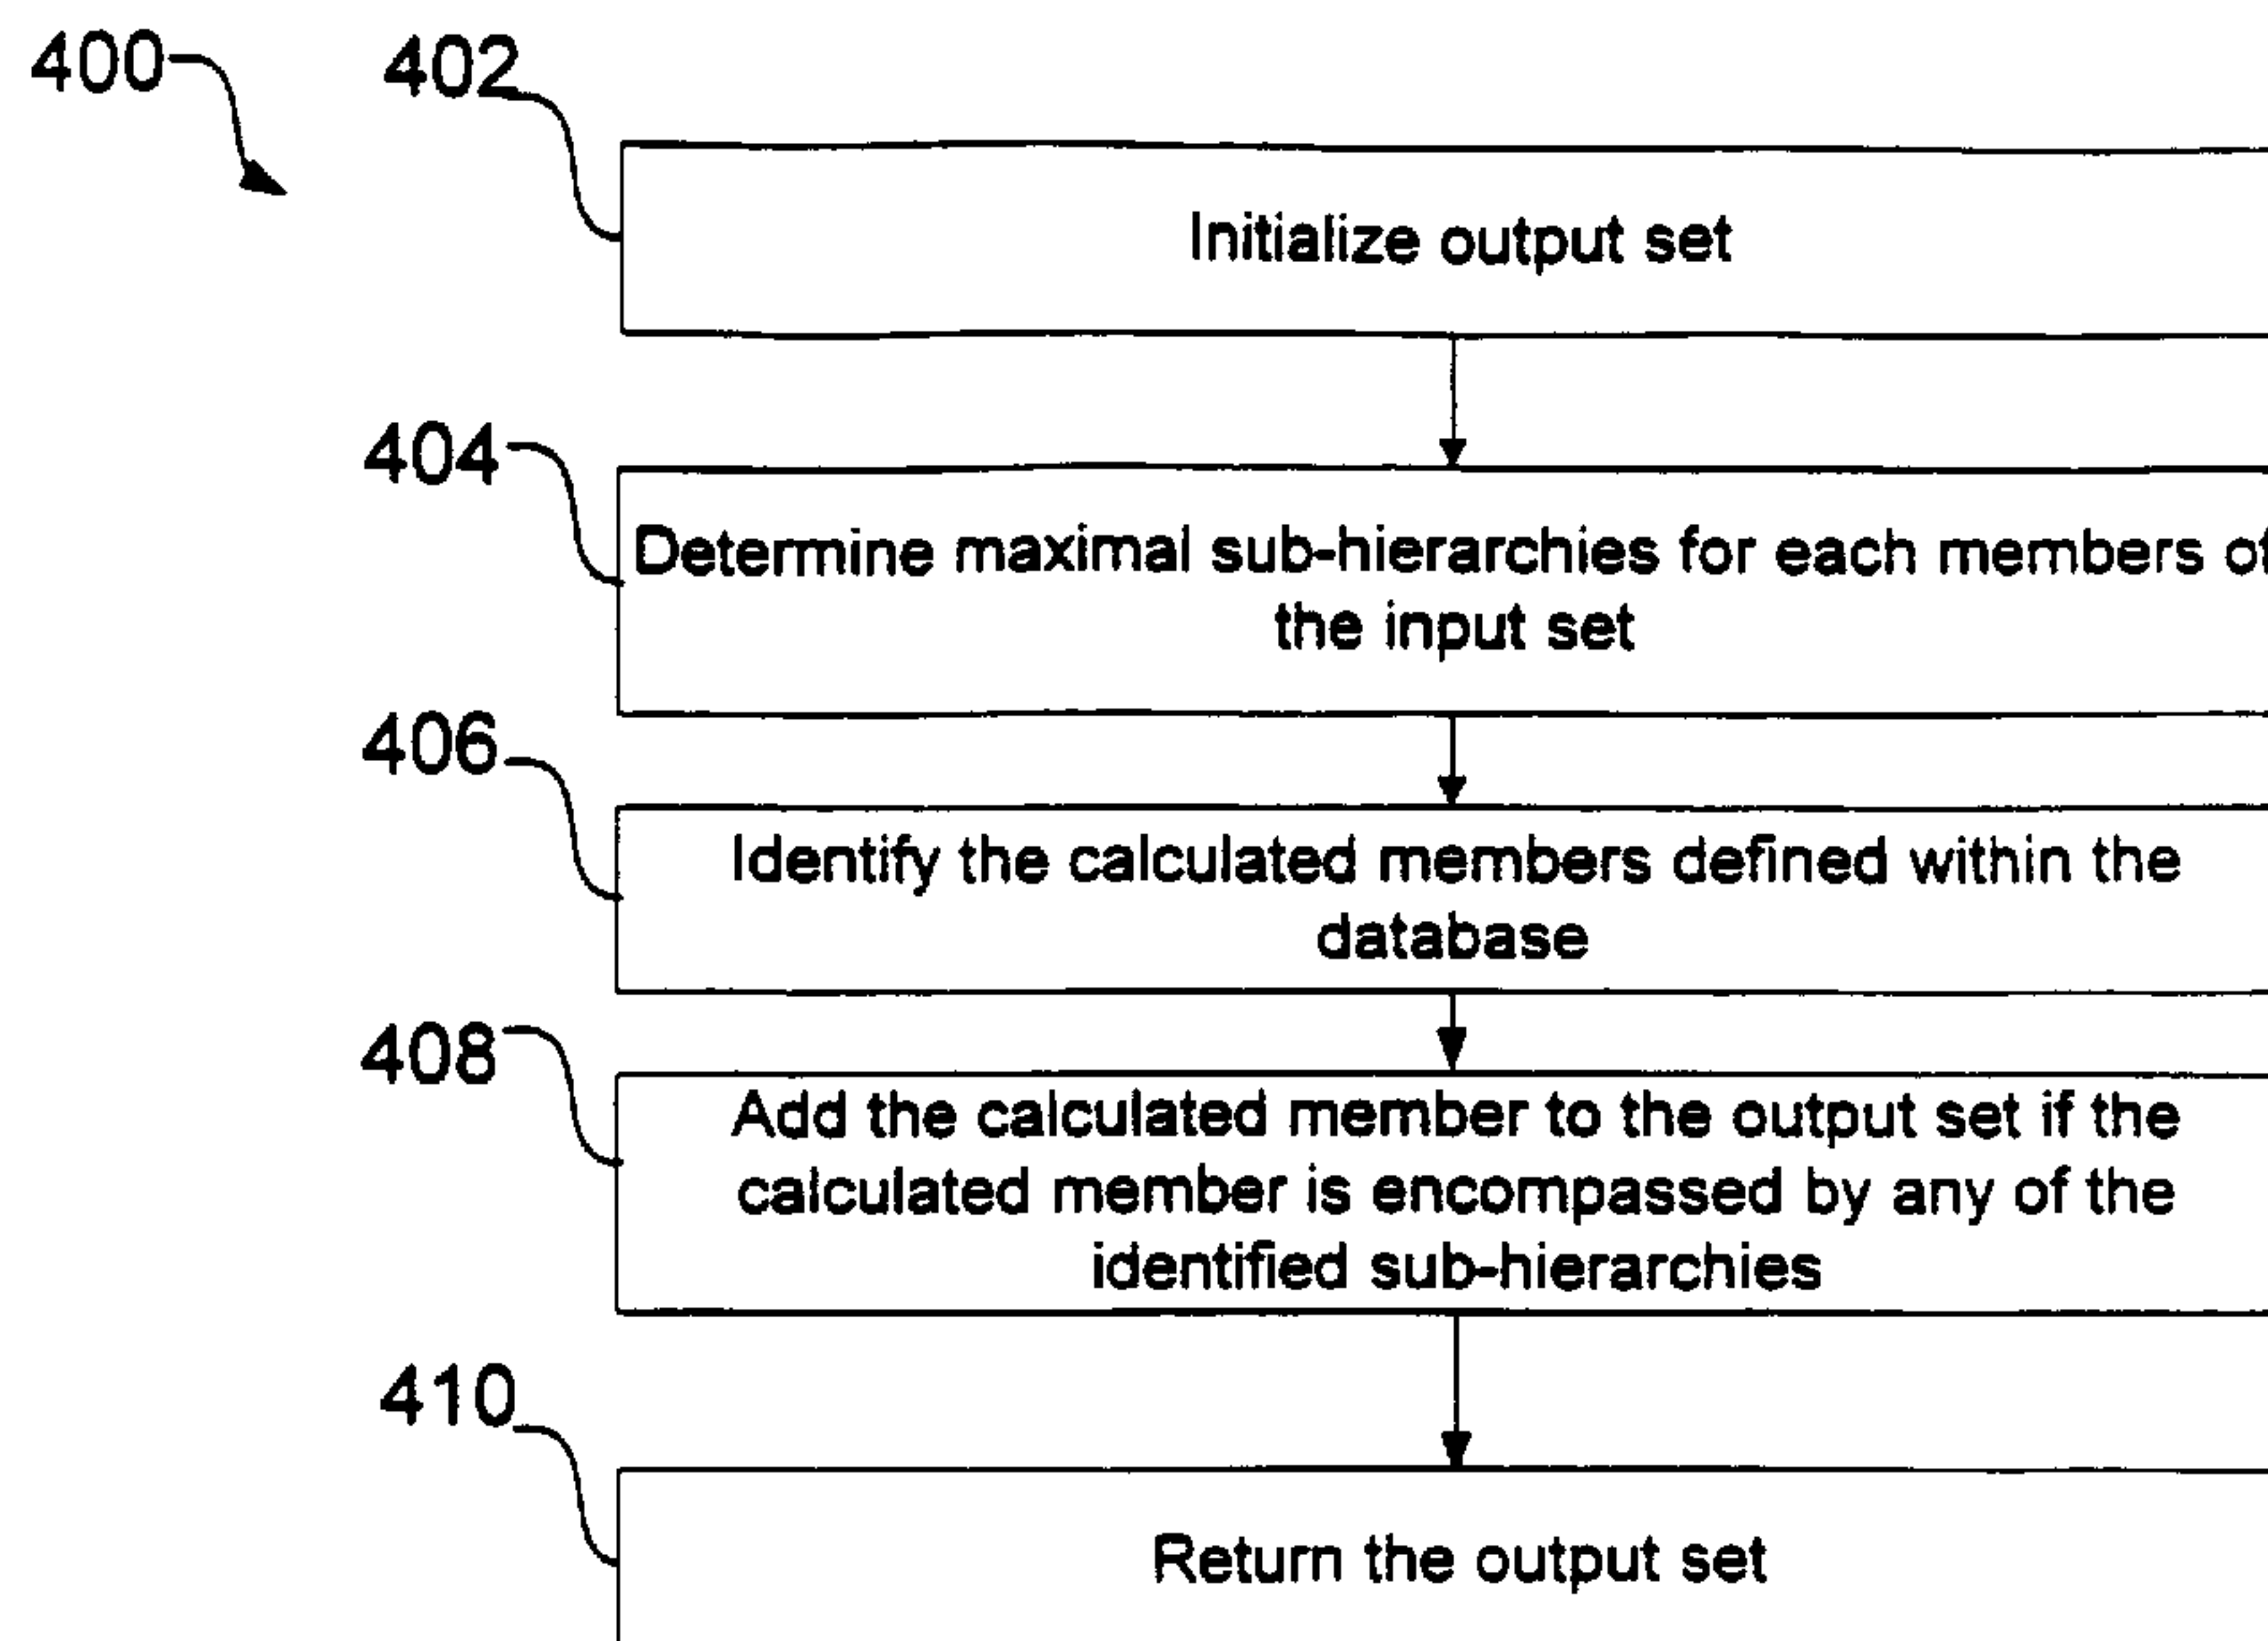 400
402
Initialize output set
404
Determine maximal sub-hierarchies for each members of
the input set
406
Identify the calculated members defined within the
database
408
Add the calculated member to the output set if the
calculated member is encompassed by any of the
identified sub-hierarchies
410
Return the output set